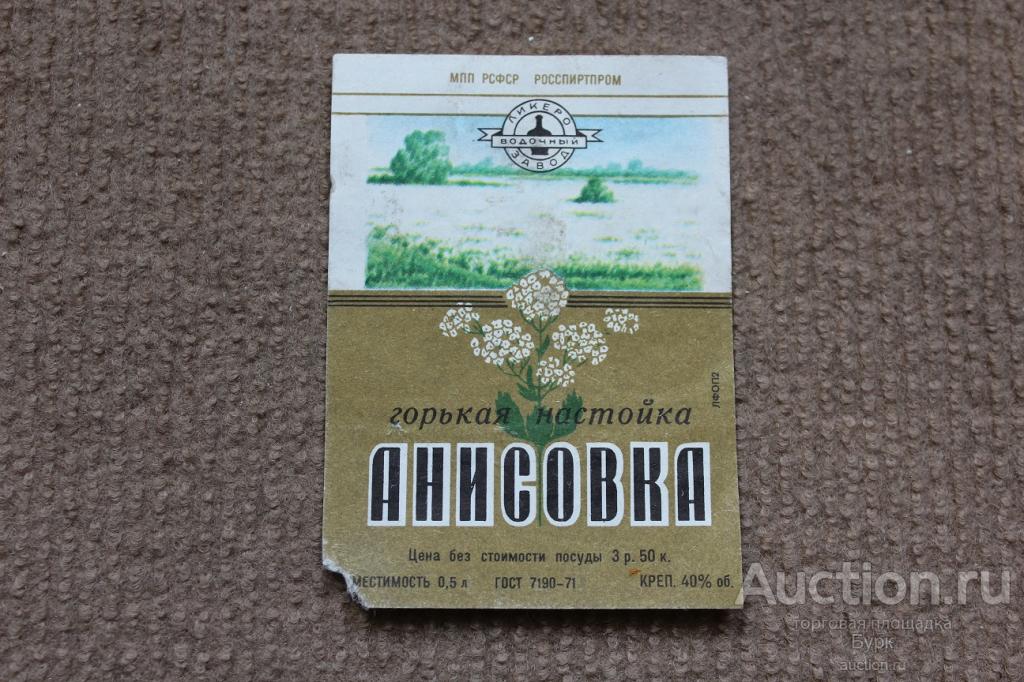 МПП РСФСР РОССПИРТПРОМ
ЛИКЕРО
ВОДОЧНЫЙ
ЗАВОД
ЛФОП2
горькая настойка
АНИСОВКА
Цена без стоимости посуды 3 р. 50 к.
МЕСТИМОСТЬ 0,5 л ГОСТ 7190-71 КРЕП. 40% об.
Auction.ru
торговая площадка
Бурк
auction.ru